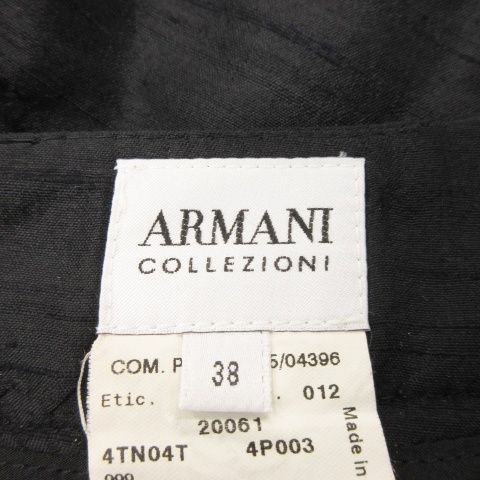 ARMANI
COLLEZIONI
38
COM. P 5/04396
Etic. . 012
20061
4TN04T 4P003
Made in